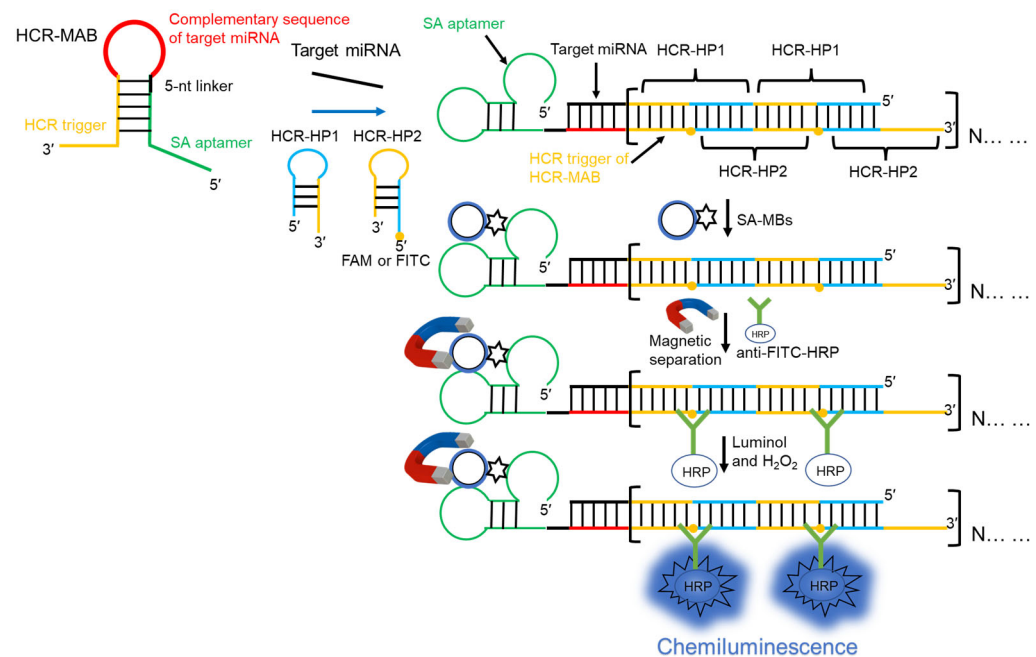 HCR-MAB
Complementary sequence
of target miRNA
5-nt linker
HCR trigger
3′
SA aptamer
5′
Target miRNA
HCR-HP1
HCR-HP2
5′
3′
3′
5′
FAM or FITC
SA aptamer
Target miRNA
HCR-HP1
HCR-HP1
5′
5′
3′
N... ...
HCR trigger of
HCR-MAB
HCR-HP2
HCR-HP2
SA-MBs
5′
5′
3′
N... ...
Magnetic
separation
HRP
anti-FITC-HRP
5′
5′
3′
N... ...
HRP
HRP
Luminol
and H₂O₂
5′
5′
3′
N... ...
HRP
HRP
Chemiluminescence